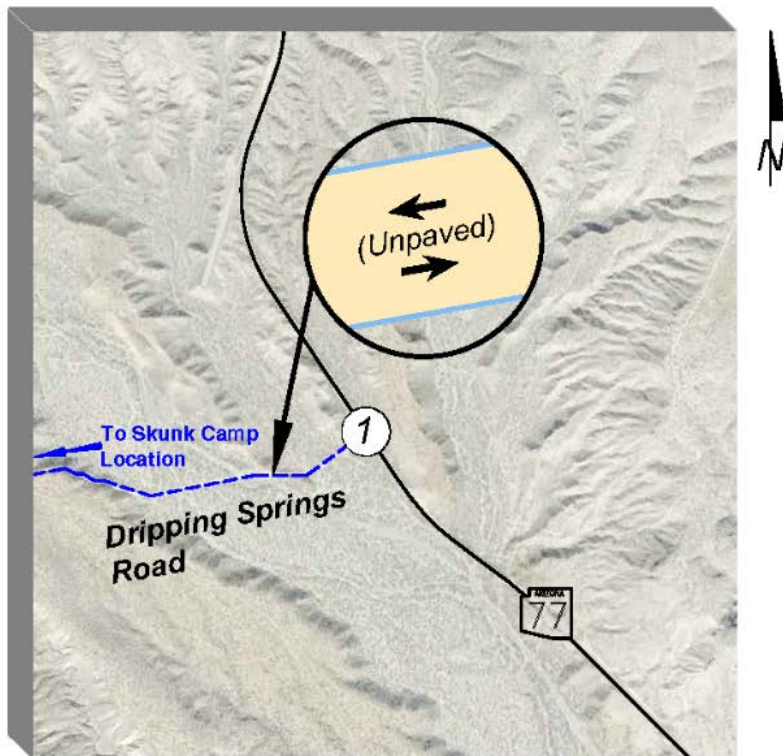 N
(Unpaved)
1
To Skunk Camp
Location
Dripping Springs
Road
ARIZONA
77